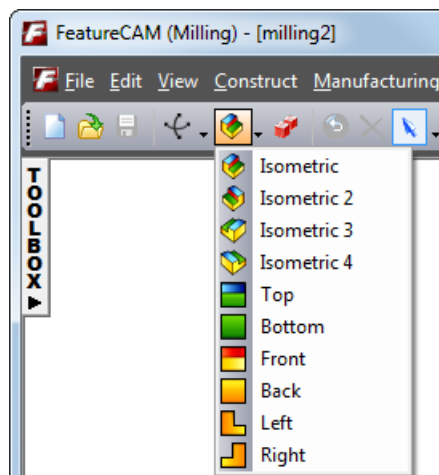 FeatureCAM (Milling) - [milling2]
File Edit View Construct Manufacturing
TOOLBOX
Isometric
Isometric 2
Isometric 3
Isometric 4
Top
Bottom
Front
Back
Left
Right